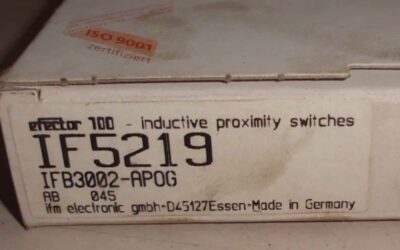 ISO 9001
zertifiziert
efector 100 - inductive proximity switches
IF5219
IFB3002-APOG
AB 045
ifm electronic gmbh·D45127Essen·Made in Germany